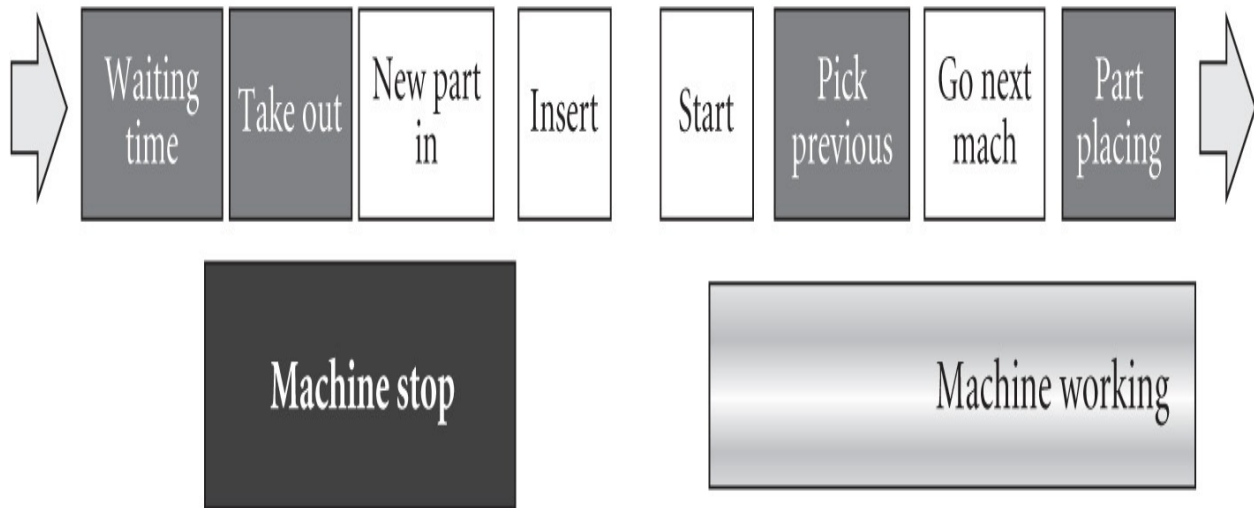 Waiting
time
Take out
New part
in
Insert
Start
Pick
previous
Go next
mach
Part
placing
Machine stop
Machine working